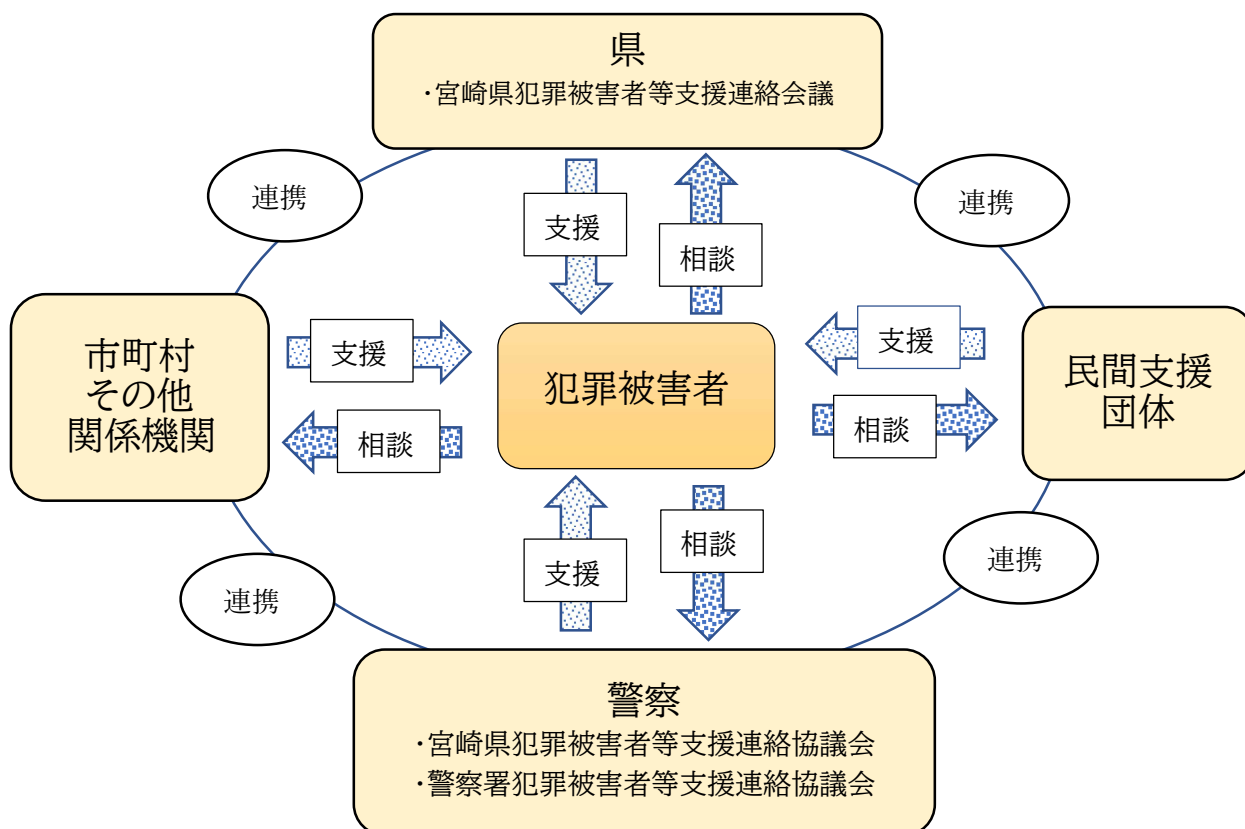 県
・宮崎県犯罪被害者等支援連絡会議
連携
連携
支援
相談
市町村
その他
関係機関
支援
相談
犯罪被害者
支援
相談
民間支援
団体
支援
相談
連携
連携
警察
・宮崎県犯罪被害者等支援連絡協議会
・警察署犯罪被害者等支援連絡協議会